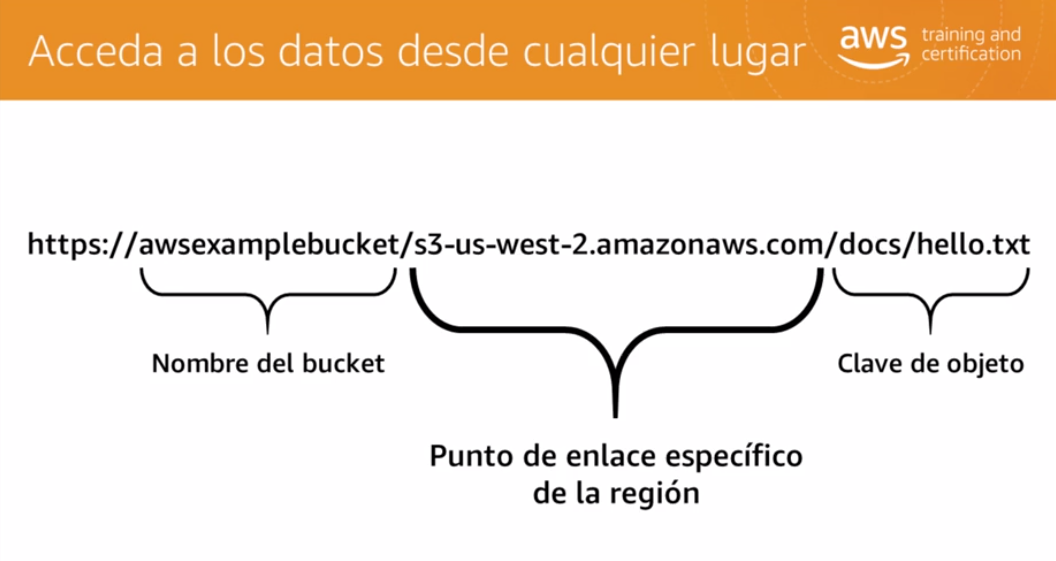 Acceda a los datos desde cualquier lugar
aws training and
certification
https://awsexamplebucket/s3-us-west-2.amazonaws.com/docs/hello.txt
Nombre del bucket
Clave de objeto
Punto de enlace específico
de la región